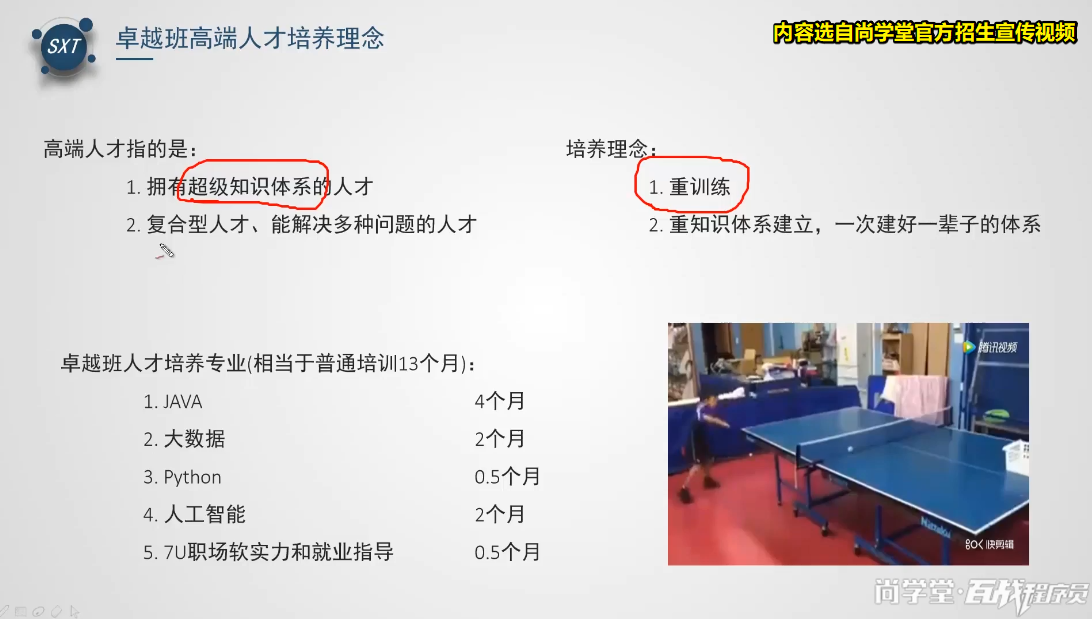 SXT
卓越班高端人才培养理念
内容选自尚学堂官方招生宣传视频
高端人才指的是：
1. 拥有超级知识体系的人才
2. 复合型人才、能解决多种问题的人才
培养理念：
1. 重训练
2. 重知识体系建立，一次建好一辈子的体系
卓越班人才培养专业(相当于普通培训13个月)：
1. JAVA 4个月
2. 大数据 2个月
3. Python 0.5个月
4. 人工智能 2个月
5. 7U职场软实力和就业指导 0.5个月
腾讯视频
Nittaku
快剪辑
尚学堂·百战程序员